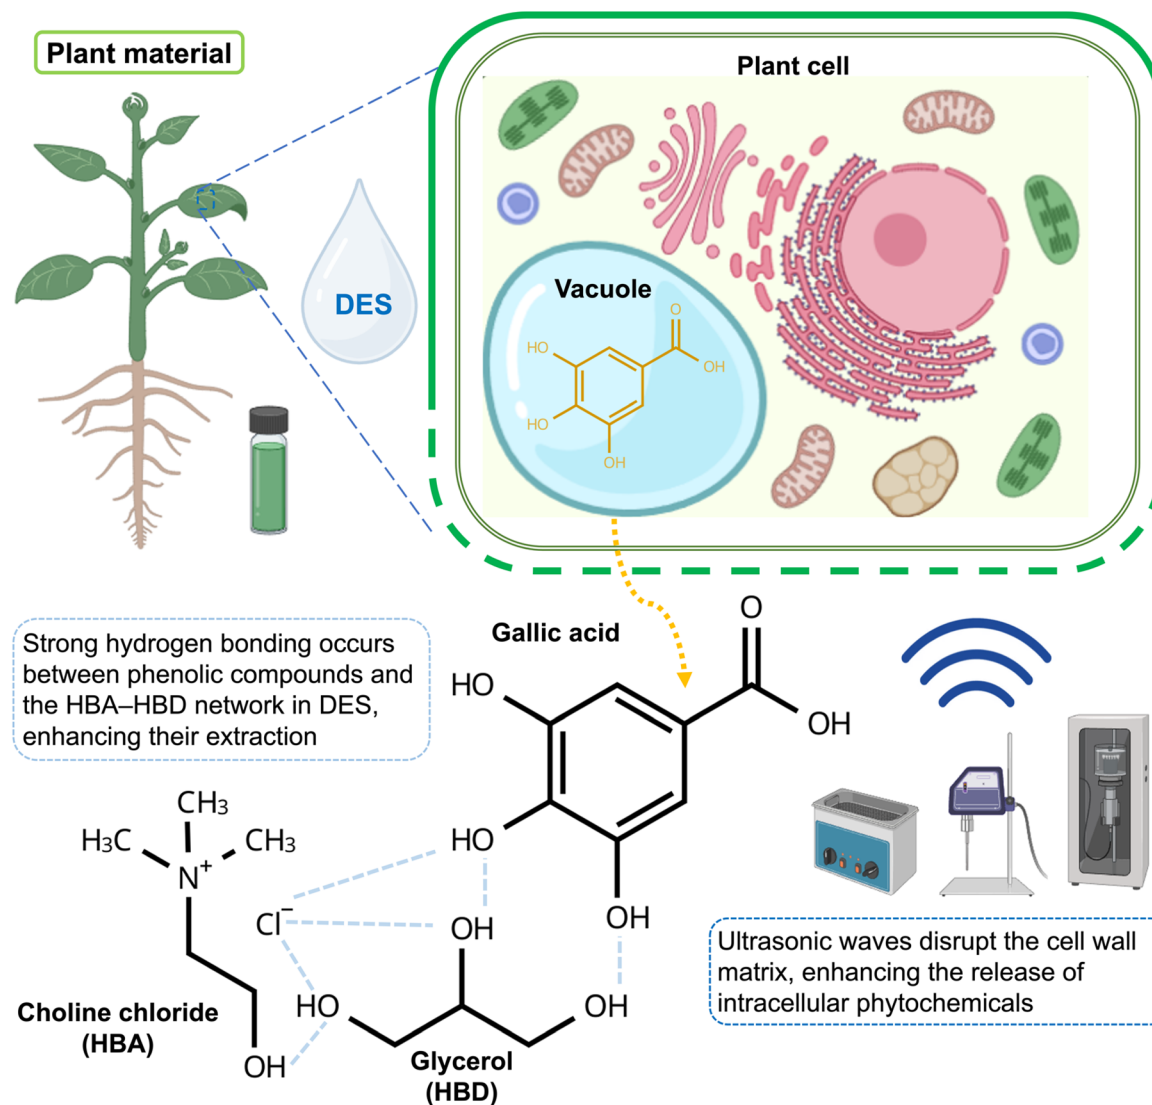 Plant material
Plant cell
DES
Vacuole
O
HO
OH
HO
OH
Gallic acid
O
HO
OH
HO
OH
Strong hydrogen bonding occurs
between phenolic compounds and
the HBA–HBD network in DES,
enhancing their extraction
CH₃
H₃C
CH₃
N⁺
Cl⁻
OH
HO
OH
OH
Choline chloride
(HBA)
Glycerol
(HBD)
Ultrasonic waves disrupt the cell wall
matrix, enhancing the release of
intracellular phytochemicals